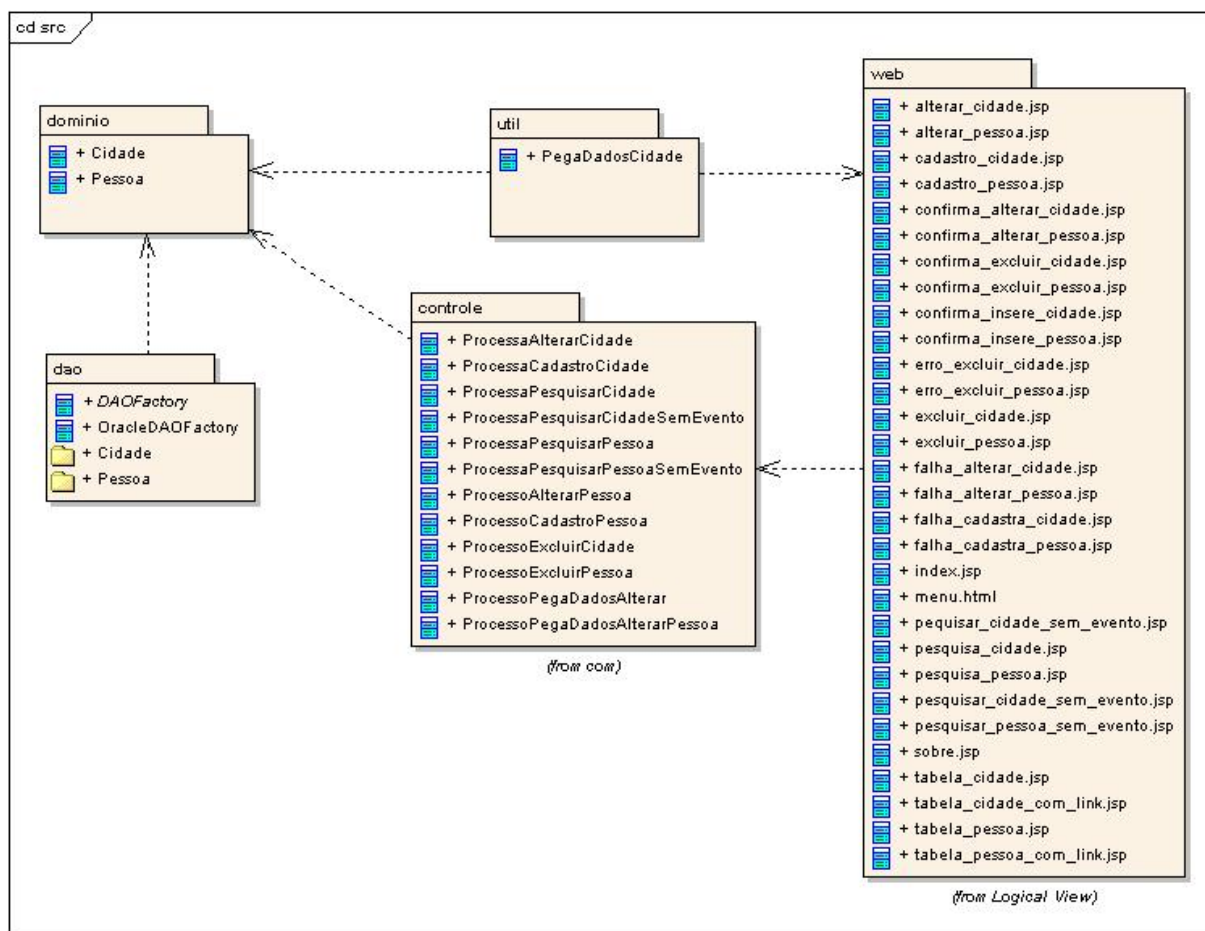 cd src
dominio
+ Cidade
+ Pessoa
util
+ PegaDadosCidade
web
+ alterar_cidade.jsp
+ alterar_pessoa.jsp
+ cadastro_cidade.jsp
+ cadastro_pessoa.jsp
+ confirma_alterar_cidade.jsp
+ confirma_alterar_pessoa.jsp
+ confirma_excluir_cidade.jsp
+ confirma_excluir_pessoa.jsp
+ confirma_insere_cidade.jsp
+ confirma_insere_pessoa.jsp
+ erro_excluir_cidade.jsp
+ erro_excluir_pessoa.jsp
+ excluir_cidade.jsp
+ excluir_pessoa.jsp
+ falha_alterar_cidade.jsp
+ falha_alterar_pessoa.jsp
+ falha_cadastra_cidade.jsp
+ falha_cadastra_pessoa.jsp
+ index.jsp
+ menu.html
+ pequisar_cidade_sem_evento.jsp
+ pesquisa_cidade.jsp
+ pesquisa_pessoa.jsp
+ pesquisar_cidade_sem_evento.jsp
+ pesquisar_pessoa_sem_evento.jsp
+ sobre.jsp
+ tabela_cidade.jsp
+ tabela_cidade_com_link.jsp
+ tabela_pessoa.jsp
+ tabela_pessoa_com_link.jsp
(from Logical View)
controle
+ ProcessaAlterarCidade
+ ProcessaCadastroCidade
+ ProcessaPesquisarCidade
+ ProcessaPesquisarCidadeSemEvento
+ ProcessaPesquisarPessoa
+ ProcessaPesquisarPessoaSemEvento
+ ProcessoAlterarPessoa
+ ProcessoCadastroPessoa
+ ProcessoExcluirCidade
+ ProcessoExcluirPessoa
+ ProcessoPegaDadosAlterar
+ ProcessoPegaDadosAlterarPessoa
(from com)
dao
+ DAOFactory
+ OracleDAOFactory
+ Cidade
+ Pessoa